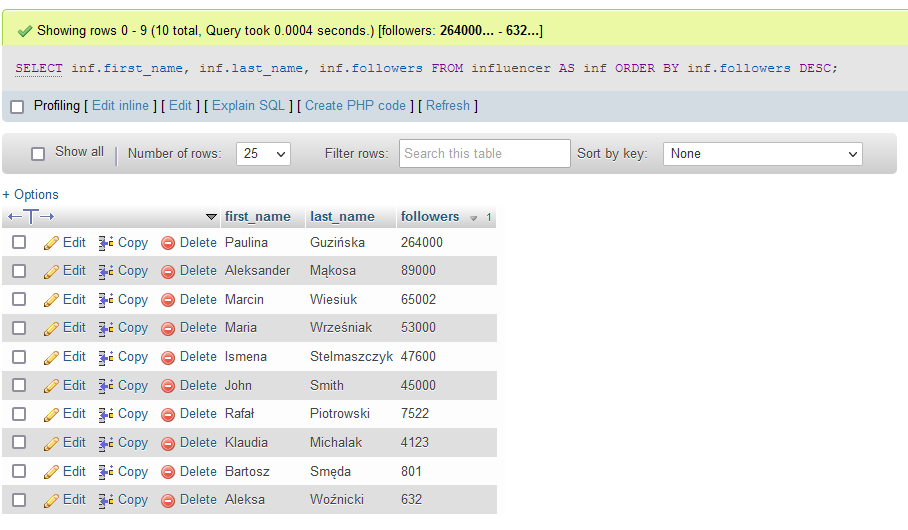 Showing rows 0 - 9 (10 total, Query took 0.0004 seconds.) [followers: 264000... - 632...]
SELECT inf.first_name, inf.last_name, inf.followers FROM influencer AS inf ORDER BY inf.followers DESC;
Profiling [ Edit inline ] [ Edit ] [ Explain SQL ] [ Create PHP code ] [ Refresh ]
Show all | Number of rows: 25 Filter rows: Search this table Sort by key: None
+ Options
←T→ first_name last_name followers 1
Edit Copy Delete Paulina Guzińska 264000
Edit Copy Delete Aleksander Mąkosa 89000
Edit Copy Delete Marcin Wiesiuk 65002
Edit Copy Delete Maria Wrześniak 53000
Edit Copy Delete Ismena Stelmaszczyk 47600
Edit Copy Delete John Smith 45000
Edit Copy Delete Rafał Piotrowski 7522
Edit Copy Delete Klaudia Michalak 4123
Edit Copy Delete Bartosz Smęda 801
Edit Copy Delete Aleksa Woźnicki 632